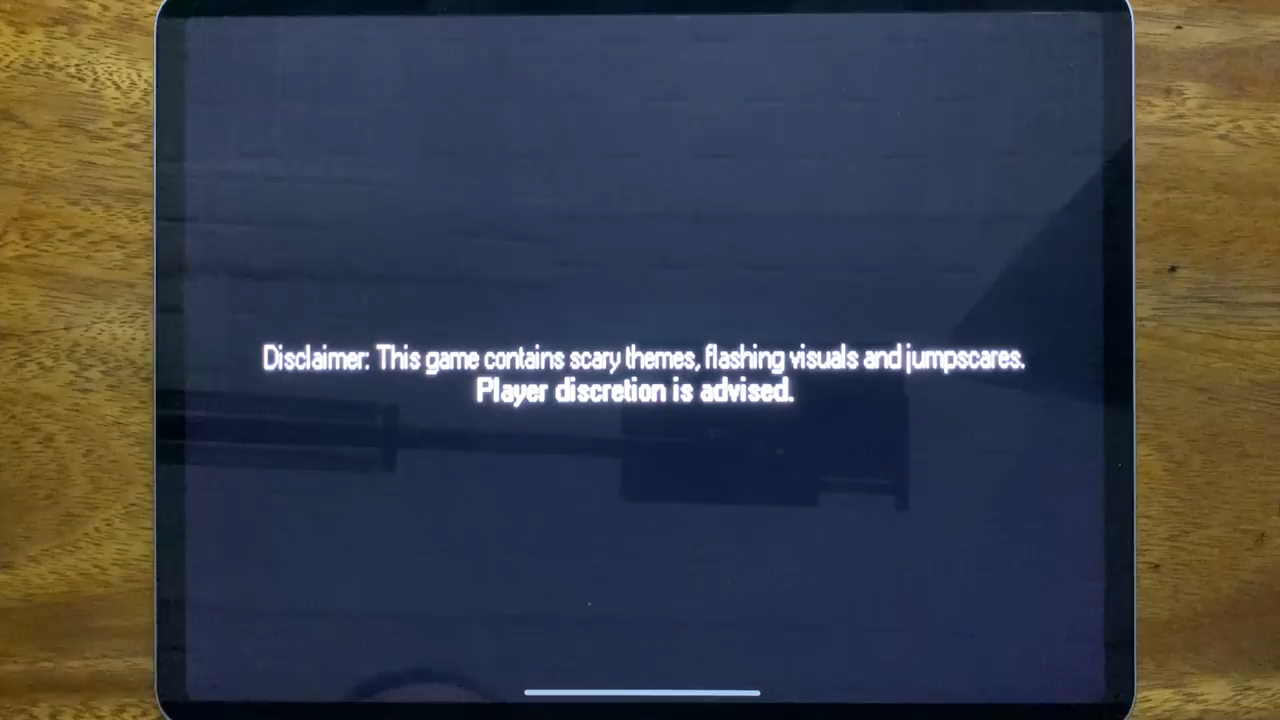 Disclaimer: This game contains scary themes, flashing visuals and jumpscares.
Player discretion is advised.